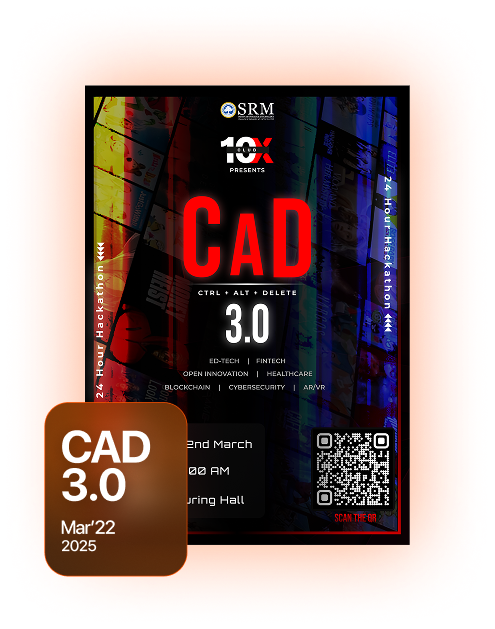 SRM
10X
CLUB
PRESENTS
CAD
CTRL + ALT + DELETE
3.0
ED-TECH | FINTECH
OPEN INNOVATION | HEALTHCARE
BLOCKCHAIN | CYBERSECURITY | AR/VR
24 Hour Hackathon
24 Hour Hackathon
2nd March
00 AM
uring Hall
SCAN THE QR
CAD
3.0
Mar'22
2025